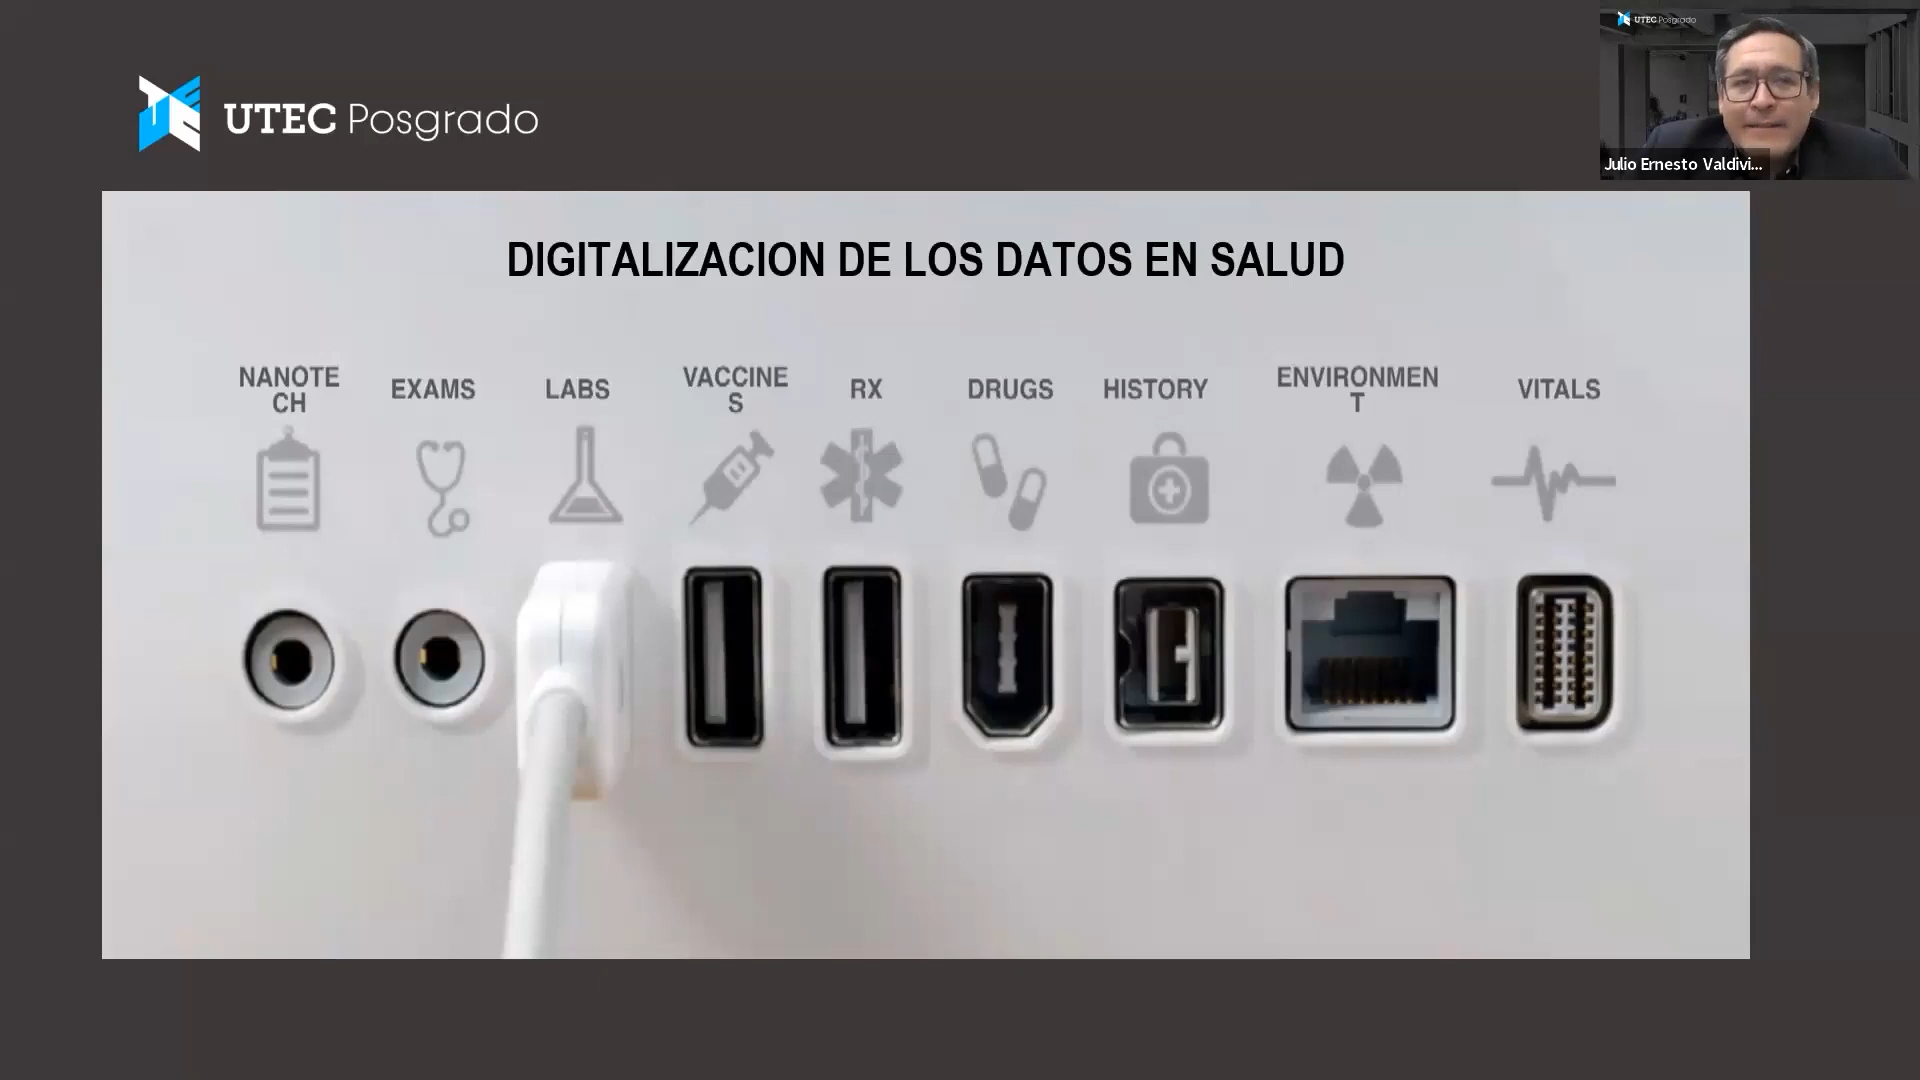 UTEC Posgrado
UTEC Posgrado
Julio Ernesto Valdivi...
DIGITALIZACION DE LOS DATOS EN SALUD
NANOTE
CH
EXAMS
LABS
VACCINE
S
RX
DRUGS
HISTORY
ENVIRONMEN
T
VITALS